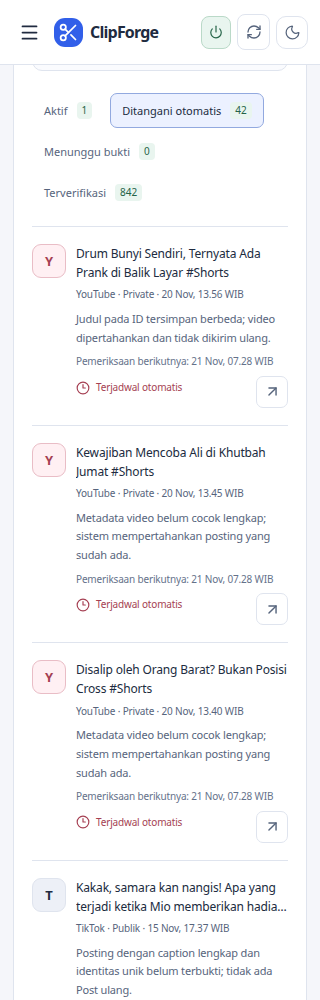 ClipForge
Aktif 1 Ditangani otomatis 42
Menunggu bukti 0
Terverifikasi 842
Y
Drum Bunyi Sendiri, Ternyata Ada
Prank di Balik Layar #Shorts
YouTube · Private · 20 Nov, 13.56 WIB
Judul pada ID tersimpan berbeda; video
dipertahankan dan tidak dikirim ulang.
Pemeriksaan berikutnya: 21 Nov, 07.28 WIB
Terjadwal otomatis
Y
Kewajiban Mencoba Ali di Khutbah
Jumat #Shorts
YouTube · Private · 20 Nov, 13.45 WIB
Metadata video belum cocok lengkap;
sistem mempertahankan posting yang
sudah ada.
Pemeriksaan berikutnya: 21 Nov, 07.28 WIB
Terjadwal otomatis
Y
Disalip oleh Orang Barat? Bukan Posisi
Cross #Shorts
YouTube · Private · 20 Nov, 13.40 WIB
Metadata video belum cocok lengkap;
sistem mempertahankan posting yang
sudah ada.
Pemeriksaan berikutnya: 21 Nov, 07.28 WIB
Terjadwal otomatis
T
Kakak, samara kan nangis! Apa yang
terjadi ketika Mio memberikan hadia...
TikTok · Publik · 15 Nov, 17.37 WIB
Posting dengan caption lengkap dan
identitas unik belum terbukti; tidak ada
Post ulang.